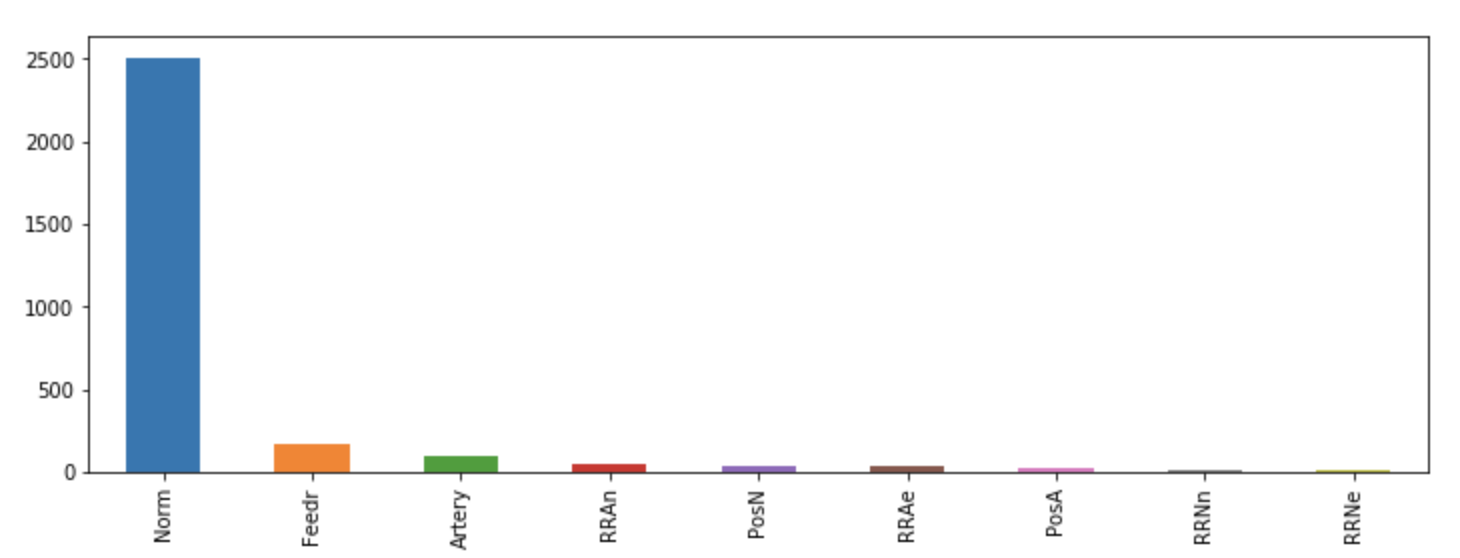 2500
2000
1500
1000
500
0
Norm
Feedr
Artery
RRAn
PosN
RRAe
PosA
RRNn
RRNe